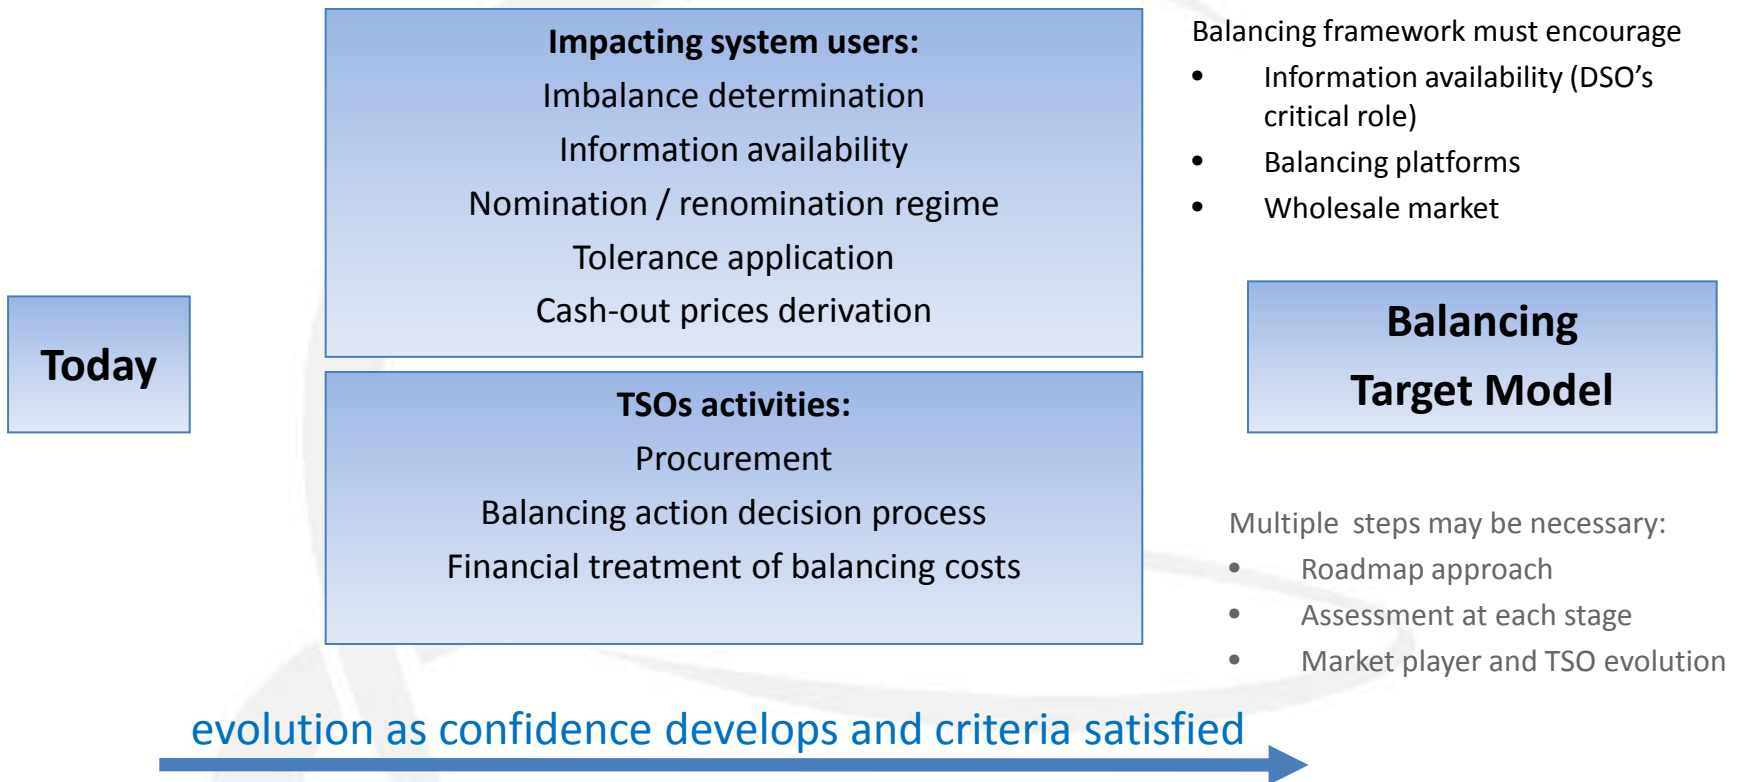 Today
Impacting system users:
Imbalance determination
Information availability
Nomination / renomination regime
Tolerance application
Cash-out prices derivation
TSOs activities:
Procurement
Balancing action decision process
Financial treatment of balancing costs
Balancing framework must encourage
• Information availability (DSO’s
critical role)
• Balancing platforms
• Wholesale market
Balancing
Target Model
Multiple steps may be necessary:
• Roadmap approach
• Assessment at each stage
• Market player and TSO evolution
evolution as confidence develops and criteria satisfied